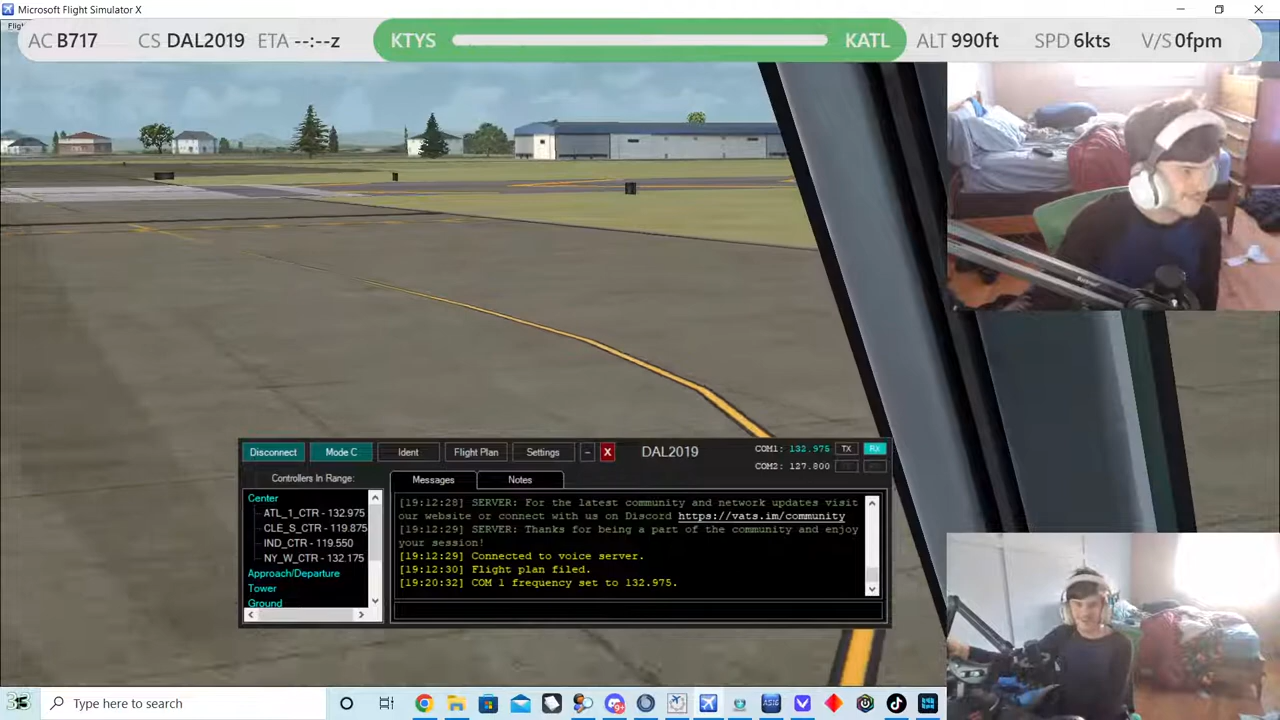 Microsoft Flight Simulator X
AC B717 CS DAL2019 ETA --:--z KTYS KATL ALT 990ft SPD 6kts V/S 0fpm
Disconnect Mode C Ident Flight Plan Settings – X DAL2019 COM1: 132.975 TX RX
COM2: 127.800
Controllers In Range: Messages Notes
Center
ATL_1_CTR - 132.975
CLE_S_CTR - 119.875
IND_CTR - 119.550
NY_W_CTR - 132.175
Approach/Departure
Tower
Ground
[19:12:28] SERVER: For the latest community and network updates visit
our website or connect with us on Discord https://vats.im/community
[19:12:29] SERVER: Thanks for being a part of the community and enjoy
your session!
[19:12:29] Connected to voice server.
[19:12:30] Flight plan filed.
[19:20:32] COM 1 frequency set to 132.975.
Type here to search